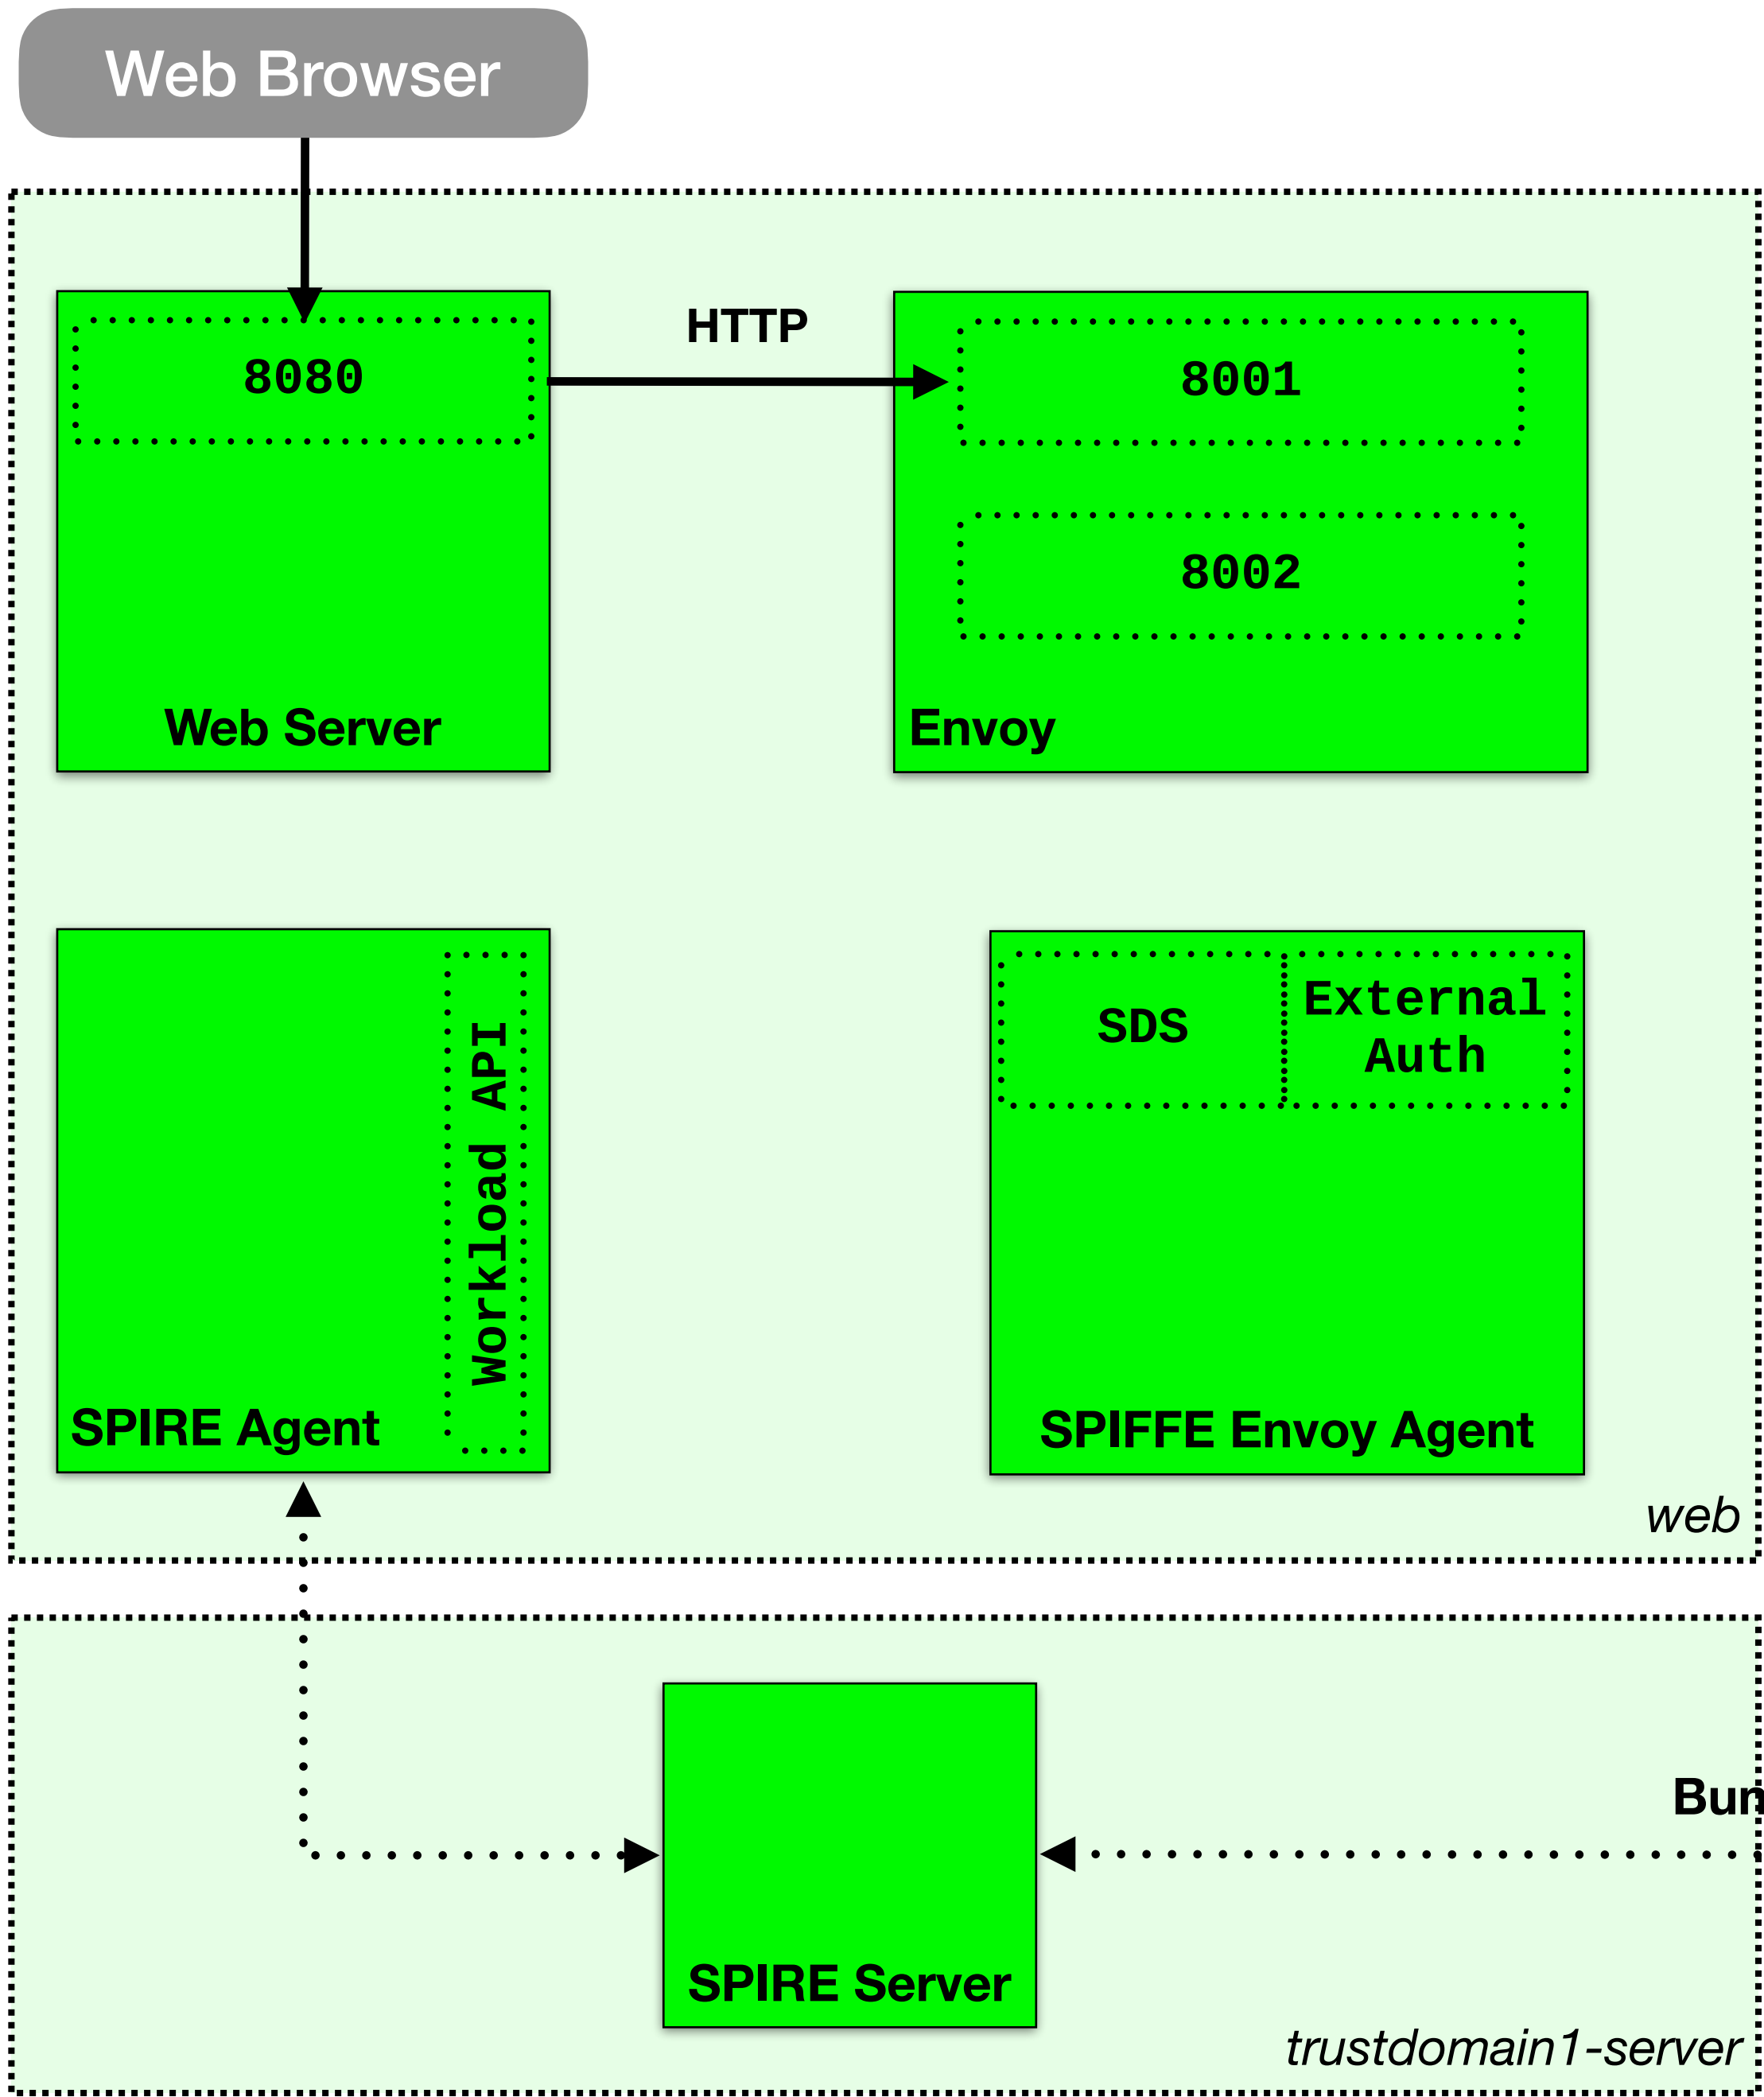 Web Browser
HTTP
8080
8001
8002
Web Server
Envoy
SDS
External
Auth
Workload API
SPIRE Agent
SPIFFE Envoy Agent
web
Bun
SPIRE Server
trustdomain1-server